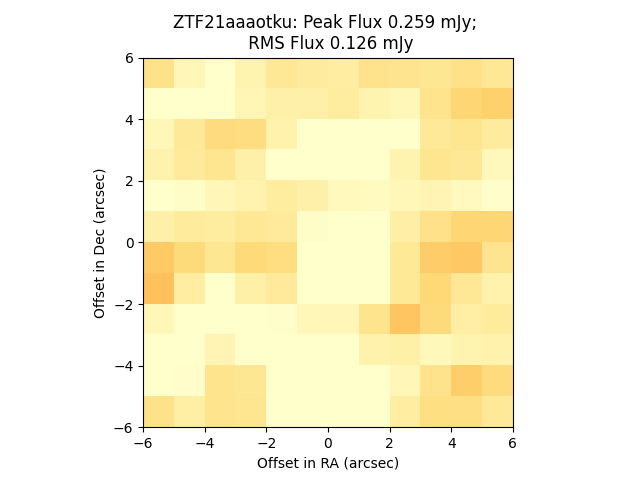 ZTF21aaaotku: Peak Flux 0.259 mJy;
RMS Flux 0.126 mJy
6
4
2
0
−2
−4
−6
Offset in Dec (arcsec)
−6 −4 −2 0 2 4 6
Offset in RA (arcsec)